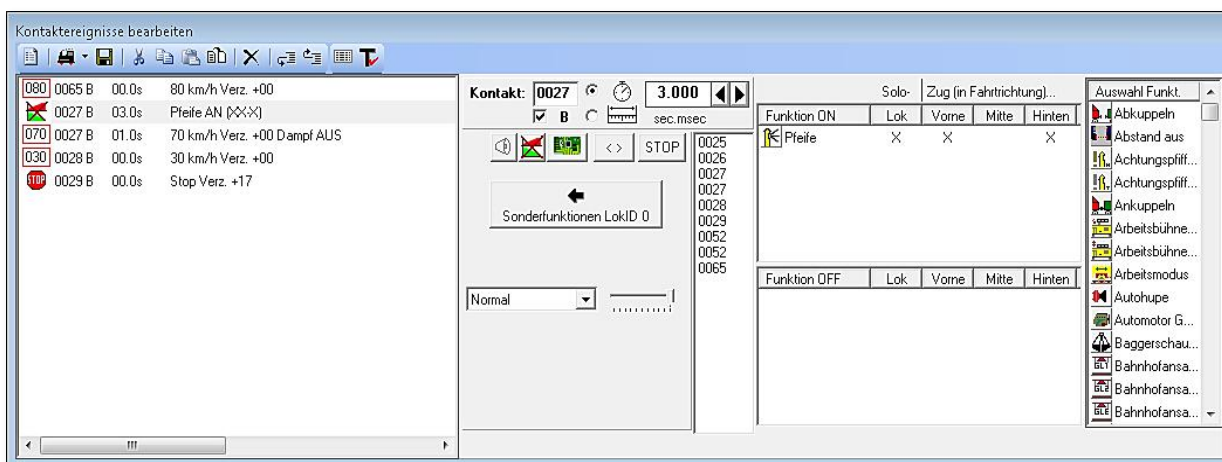 Kontaktereignisse bearbeiten
080 0065 B 00.0s 80 km/h Verz. +00
0027 B 03.0s Pfeife AN (XX-X)
070 0027 B 01.0s 70 km/h Verz. +00 Dampf AUS
030 0028 B 00.0s 30 km/h Verz. +00
STOP 0029 B 00.0s Stop Verz. +17
Kontakt: 0027 3.000
B sec.msec
<> STOP
Sonderfunktionen LokID 0
Normal
0025
0026
0027
0027
0028
0029
0052
0052
0065
Solo- Zug (in Fahrtrichtung)...
Funktion ON Lok Vorne Mitte Hinten
Pfeife X X X
Funktion OFF Lok Vorne Mitte Hinten
Auswahl Funkt.
Abkuppeln
Abstand aus
Achtungspfiff...
Achtungspfiff...
Ankuppeln
Arbeitsbühne...
Arbeitsbühne...
Arbeitsmodus
Autohupe
Automotor G...
Baggerschau...
Bahnhofansa...
Bahnhofansa...
Bahnhofansa...